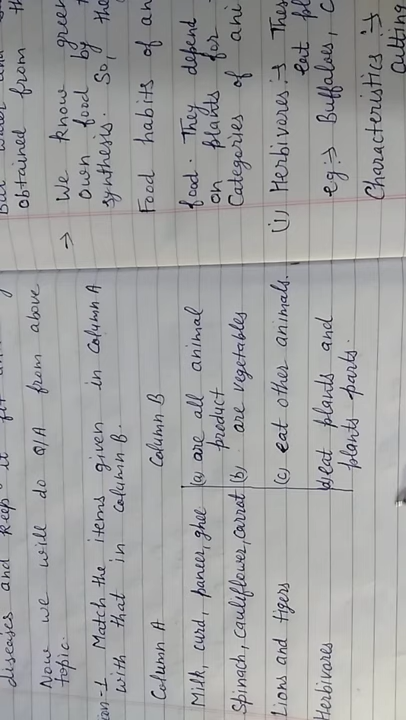 diseases and keep it fit
Now we will do Q/A from above
topic.
Match the items given in Column A
with that in column B.
Column A Column B
Milk, curd, paneer, ghee (a) are all animal
product
Spinach, cauliflower, carrot (b) are vegetables
Lions and tigers (c) eat other animals.
Herbivores (d) eat plants and
plants parts.
obtained from
⇒ We know green
own food by
synthesis. So, the
Food habits of an
food. They depend
on plants for
Categories of ani
(i) Herbivores :→ Thes
eat pl
eg :→ Buffaloes, C
Characteristics :→
cutting